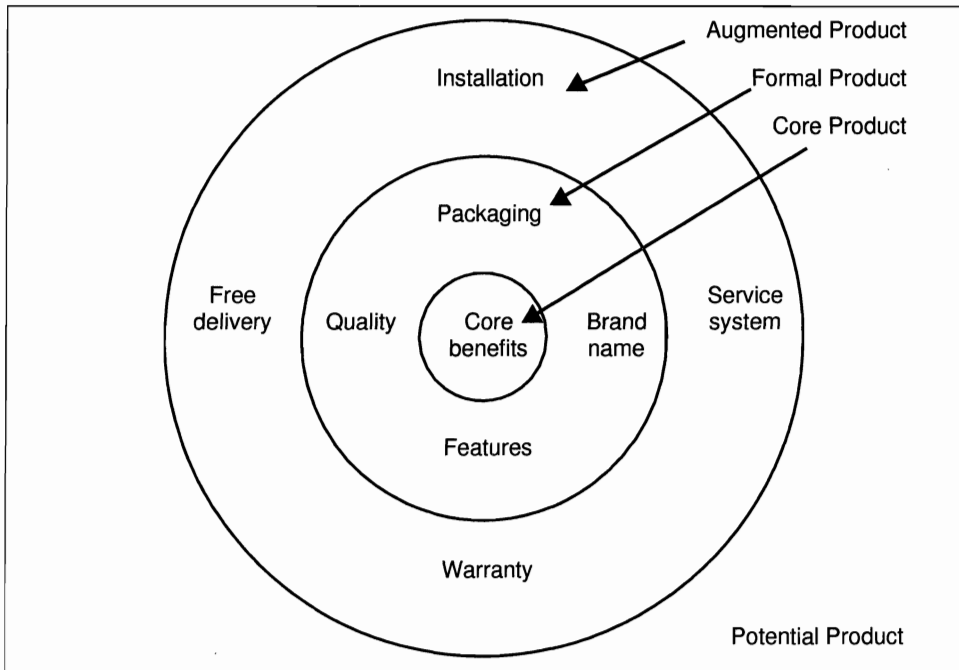 Augmented Product
Installation
Formal Product
Core Product
Packaging
Free
delivery
Quality
Core
benefits
Brand
name
Service
system
Features
Warranty
Potential Product